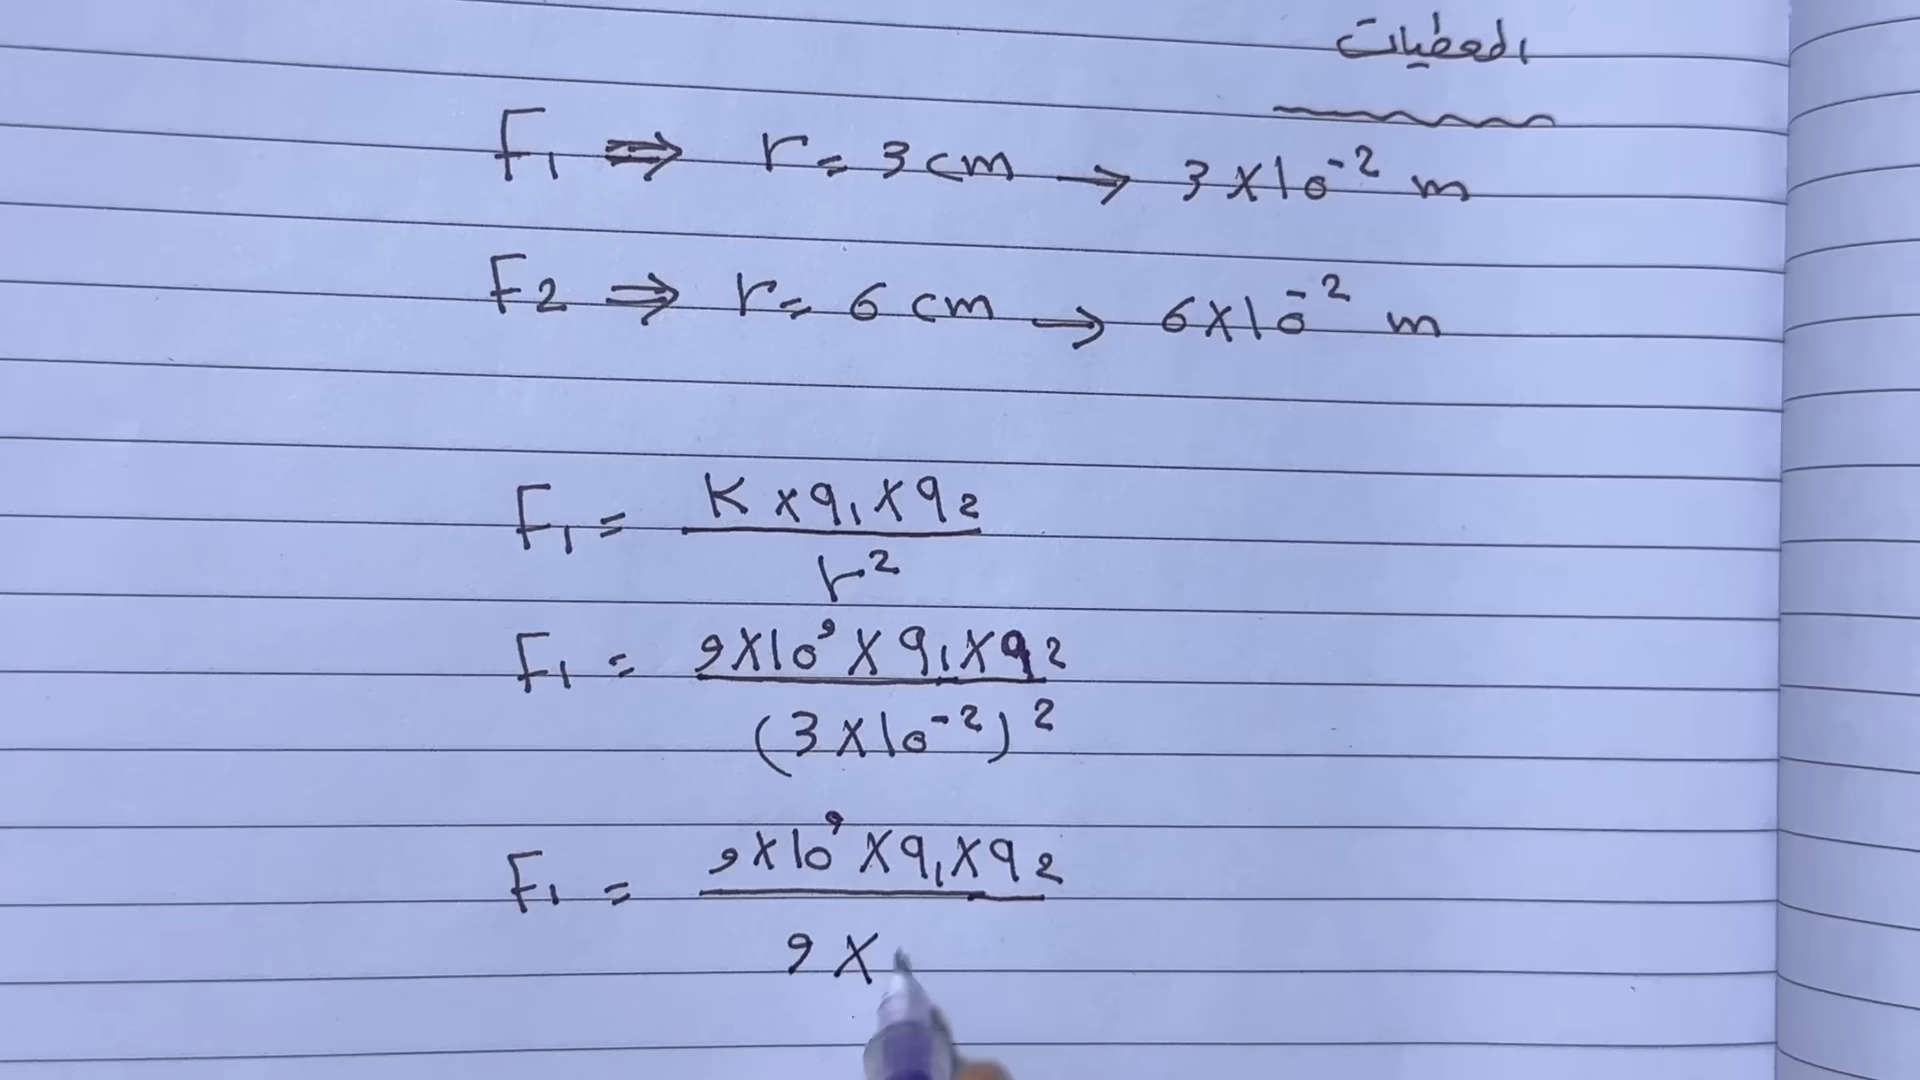 المعطيات
F₁ ⇒ r = 3 cm → 3 × 10⁻² m
F2 ⇒ r = 6 cm → 6 × 10⁻² m
F₁ = K × q₁ × q₂ / r²
F₁ = 9 × 10⁹ × q₁ × q₂ / (3 × 10⁻²)²
F₁ = 9 × 10⁹ × q₁ × q₂ / 9 ×